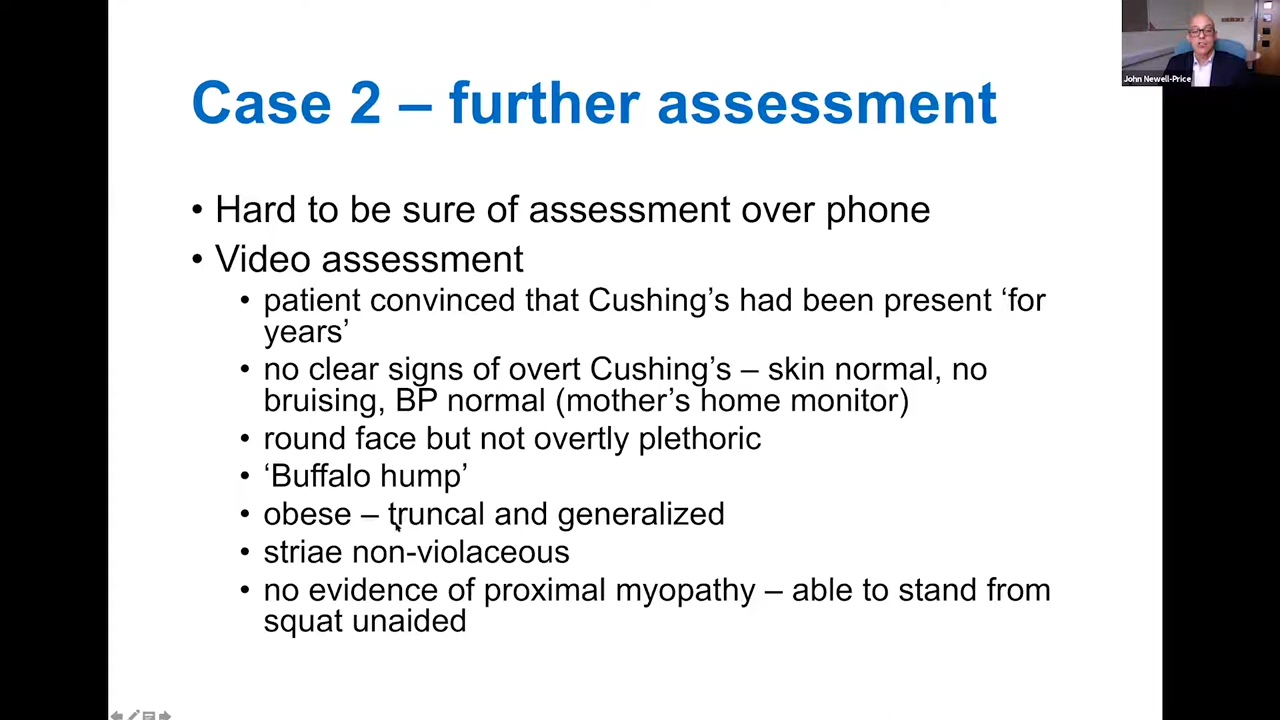 John Newell-Price
Case 2 – further assessment
• Hard to be sure of assessment over phone
• Video assessment
• patient convinced that Cushing’s had been present ‘for
years’
• no clear signs of overt Cushing’s – skin normal, no
bruising, BP normal (mother’s home monitor)
• round face but not overtly plethoric
• ‘Buffalo hump’
• obese – truncal and generalized
• striae non-violaceous
• no evidence of proximal myopathy – able to stand from
squat unaided